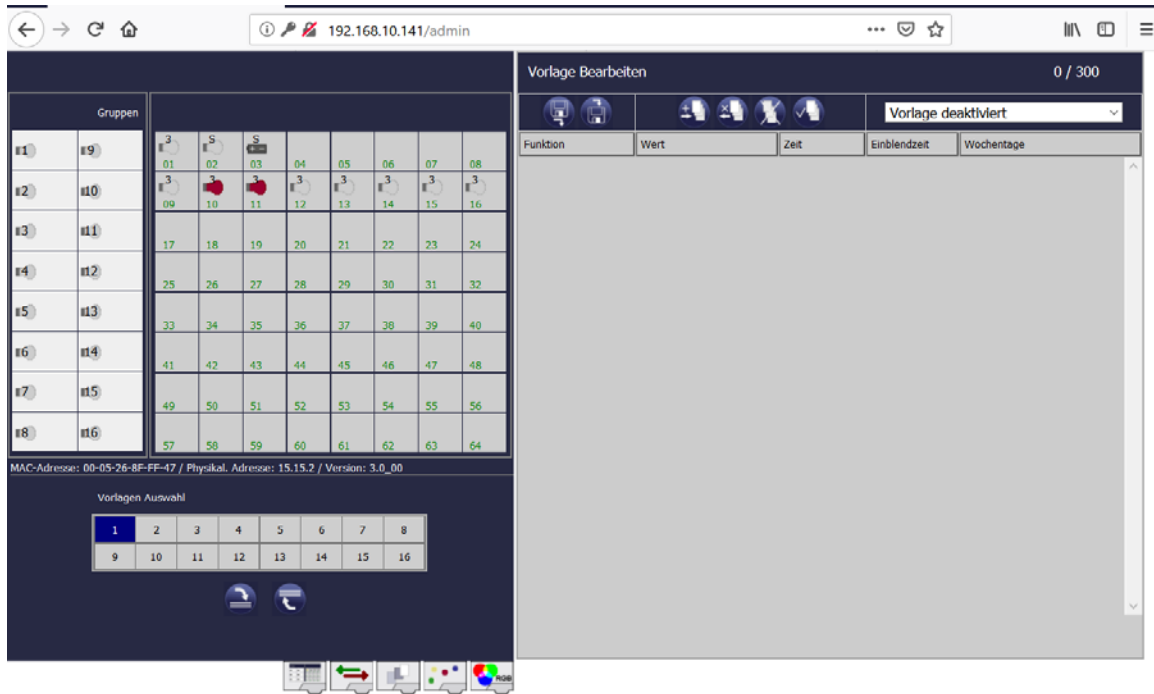 192.168.10.141/admin
Vorlage Bearbeiten 0 / 300
Gruppen
Vorlage deaktiviert
Funktion Wert Zeit Einblendzeit Wochentage
1 9 3 S S
01 02 03 04 05 06 07 08
2 10 3 3 3 3 3 3 3 3
09 10 11 12 13 14 15 16
3 11
17 18 19 20 21 22 23 24
4 12
25 26 27 28 29 30 31 32
5 13
33 34 35 36 37 38 39 40
6 14
41 42 43 44 45 46 47 48
7 15
49 50 51 52 53 54 55 56
8 16
57 58 59 60 61 62 63 64
MAC-Adresse: 00-05-26-8F-FF-47 / Physikal. Adresse: 15.15.2 / Version: 3.0_00
Vorlagen Auswahl
1 2 3 4 5 6 7 8
9 10 11 12 13 14 15 16
RGB